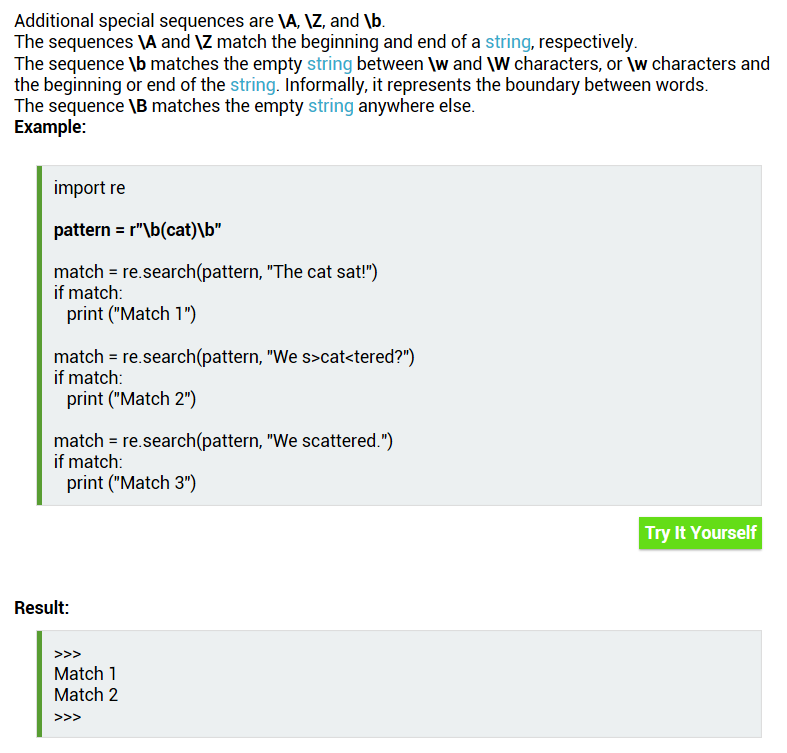 Additional special sequences are \A, \Z, and \b.
The sequences \A and \Z match the beginning and end of a string, respectively.
The sequence \b matches the empty string between \w and \W characters, or \w characters and
the beginning or end of the string. Informally, it represents the boundary between words.
The sequence \B matches the empty string anywhere else.
Example:
import re
pattern = r"\b(cat)\b"
match = re.search(pattern, "The cat sat!")
if match:
print ("Match 1")
match = re.search(pattern, "We s>cat<tered?")
if match:
print ("Match 2")
match = re.search(pattern, "We scattered.")
if match:
print ("Match 3")
Try It Yourself
Result:
>>>
Match 1
Match 2
>>>